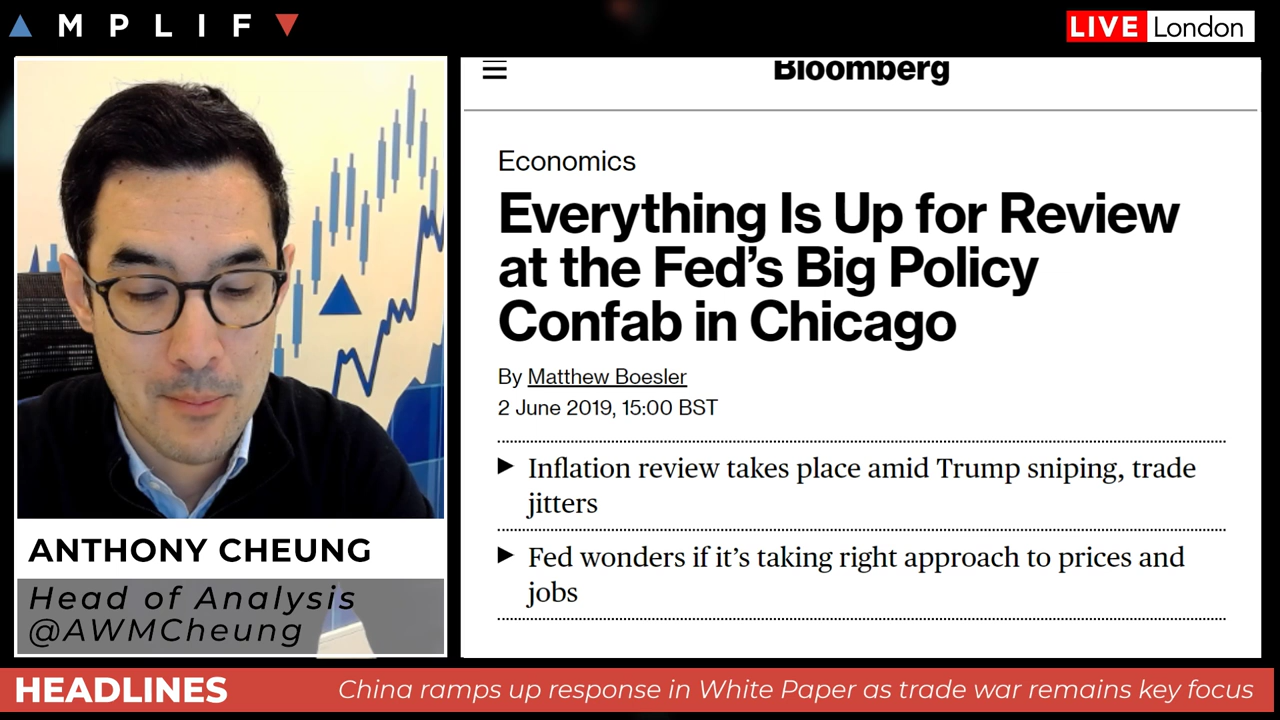 AMPLIFY
LIVE London
Bloomberg
Economics
Everything Is Up for Review
at the Fed's Big Policy
Confab in Chicago
By Matthew Boesler
2 June 2019, 15:00 BST
Inflation review takes place amid Trump sniping, trade
jitters
Fed wonders if it's taking right approach to prices and
jobs
ANTHONY CHEUNG
Head of Analysis
@AWMCheung
HEADLINES China ramps up response in White Paper as trade war remains key focus